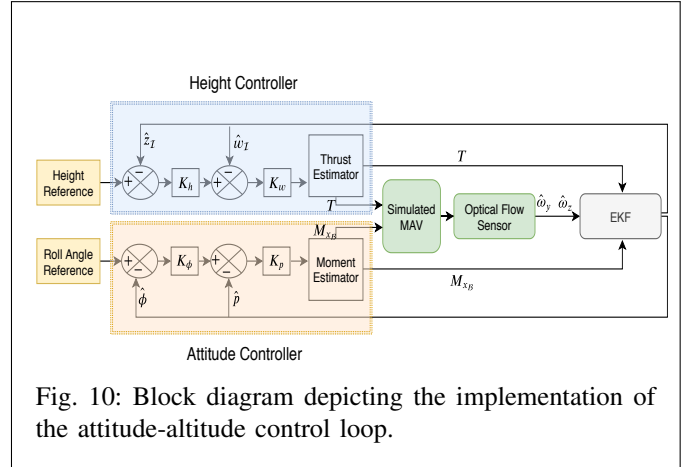 Height Controller
ẑ_I
ŵ_I
Height
Reference
K_h
K_w
Thrust
Estimator
T
T
Simulated
MAV
Optical Flow
Sensor
ω̂_y ω̂_z
EKF
M_{x_B}
Roll Angle
Reference
K_ϕ
K_p
Moment
Estimator
M_{x_B}
ϕ̂
p̂
Attitude Controller
Fig. 10: Block diagram depicting the implementation of
the attitude-altitude control loop.